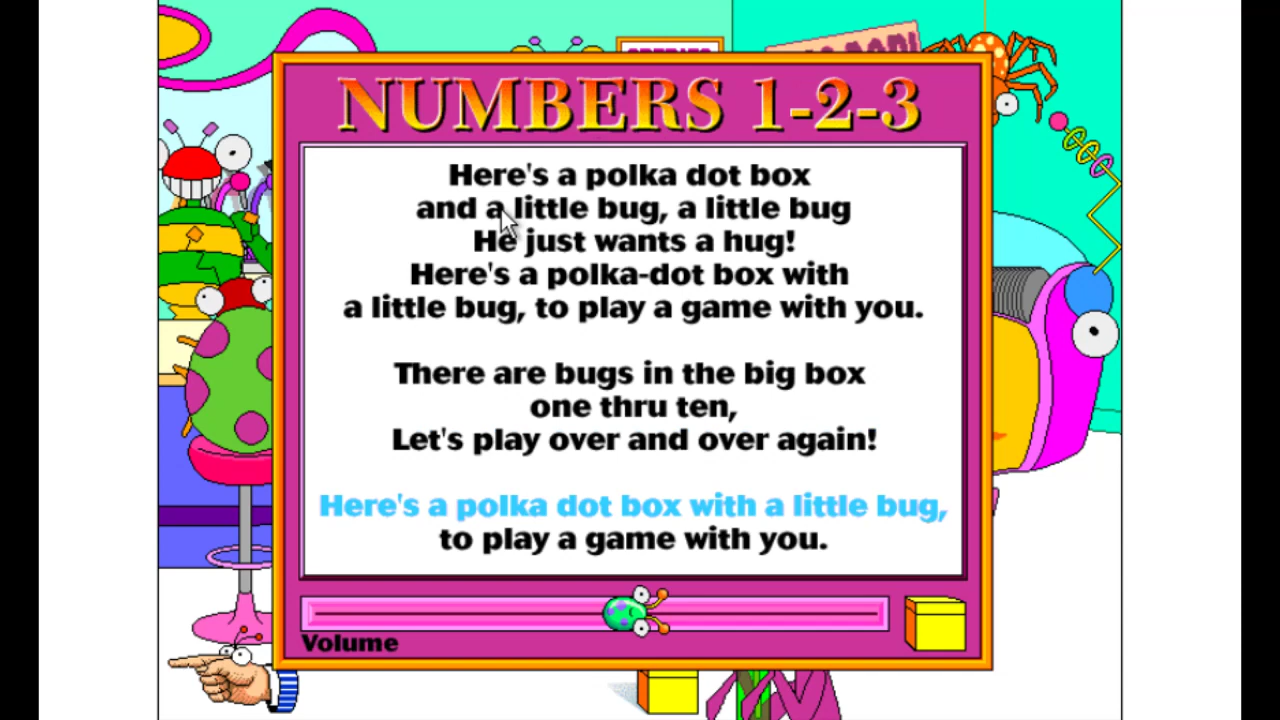 NUMBERS 1-2-3
Here's a polka dot box
and a little bug, a little bug
He just wants a hug!
Here's a polka-dot box with
a little bug, to play a game with you.
There are bugs in the big box
one thru ten,
Let's play over and over again!
Here's a polka dot box with a little bug,
to play a game with you.
Volume